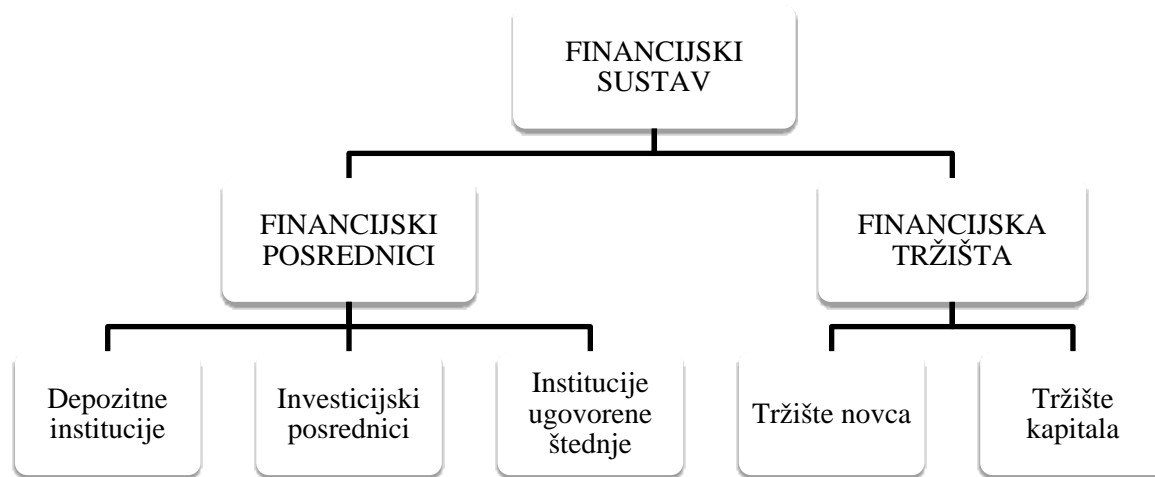 FINANCIJSKI
SUSTAV
FINANCIJSKI
POSREDNICI
FINANCIJSKA
TRŽIŠTA
Depozitne
institucije
Investicijski
posrednici
Institucije
ugovorene
štednje
Tržište novca
Tržište
kapitala